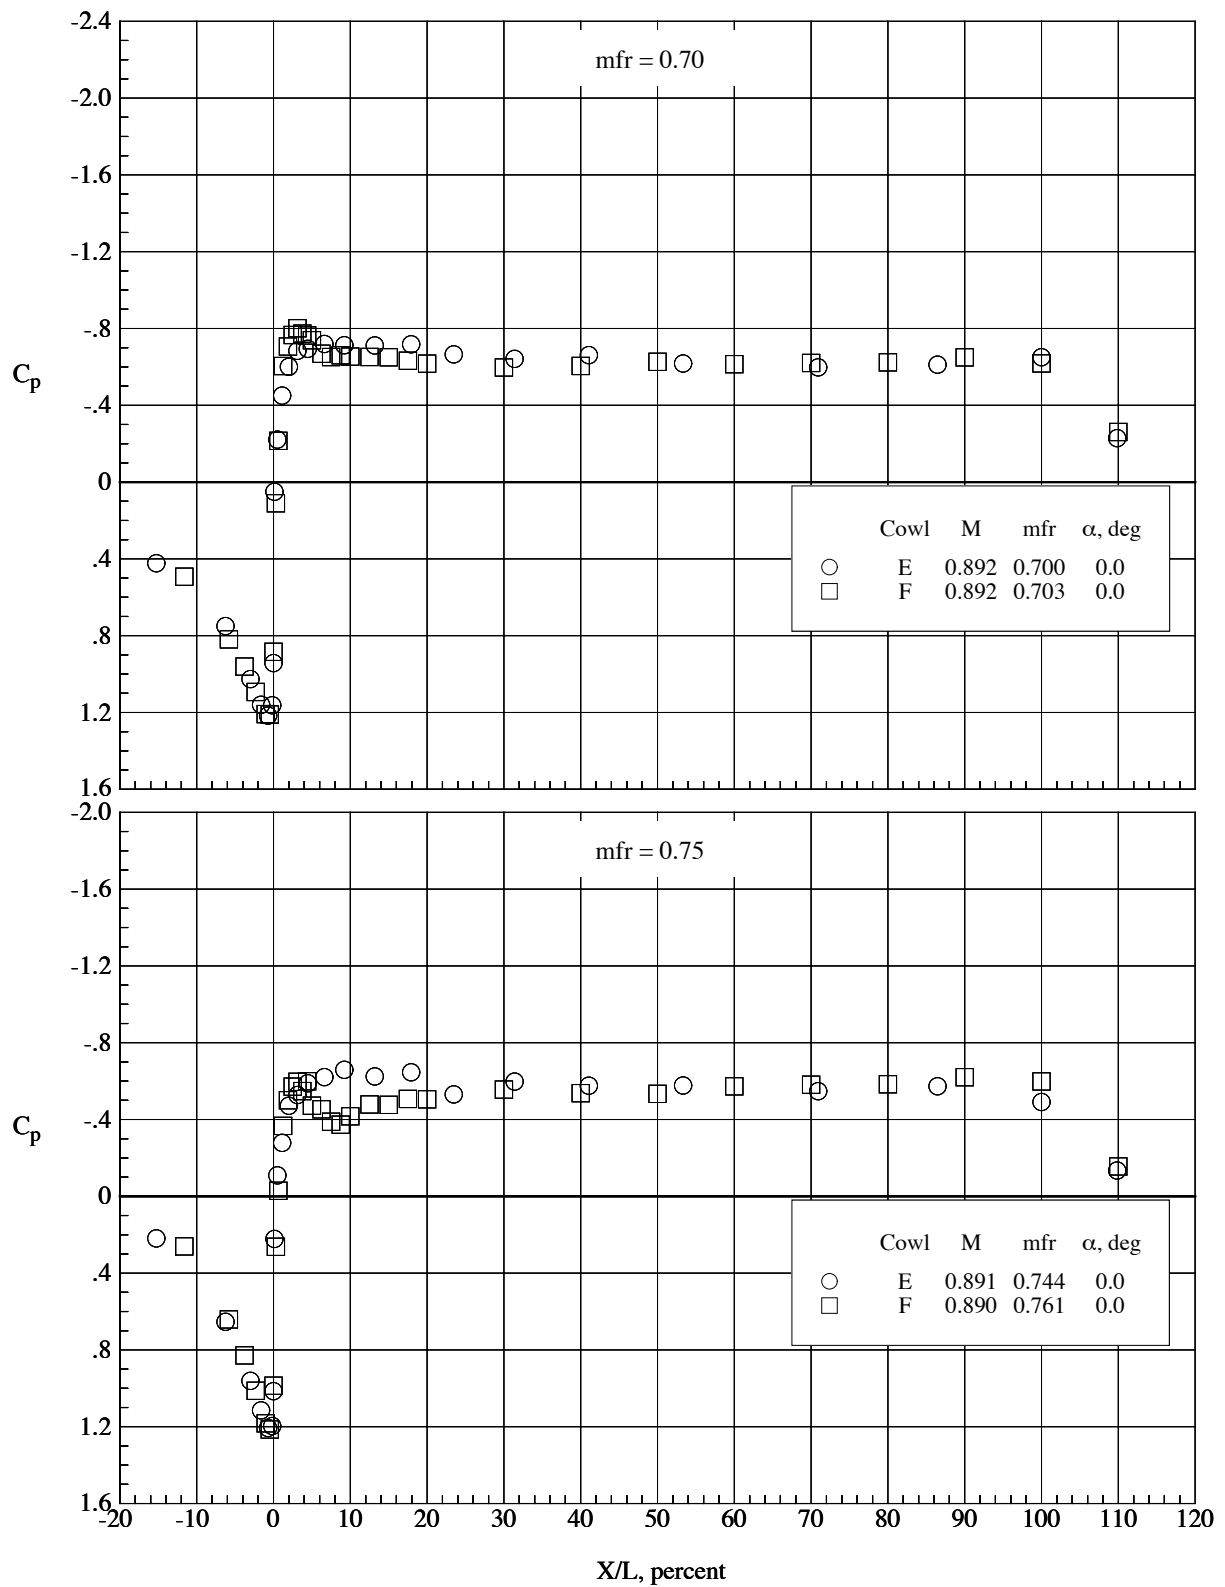 -2.4
mfr = 0.70
-2.0
-1.6
-1.2
-.8
Cp
-.4
0
Cowl M mfr α, deg
.4
E 0.892 0.700 0.0
F 0.892 0.703 0.0
.8
1.2
1.6
-2.0
mfr = 0.75
-1.6
-1.2
-.8
-.4
Cp
0
Cowl M mfr α, deg
.4
E 0.891 0.744 0.0
F 0.890 0.761 0.0
.8
1.2
1.6
-20 -10 0 10 20 30 40 50 60 70 80 90 100 110 120
X/L, percent